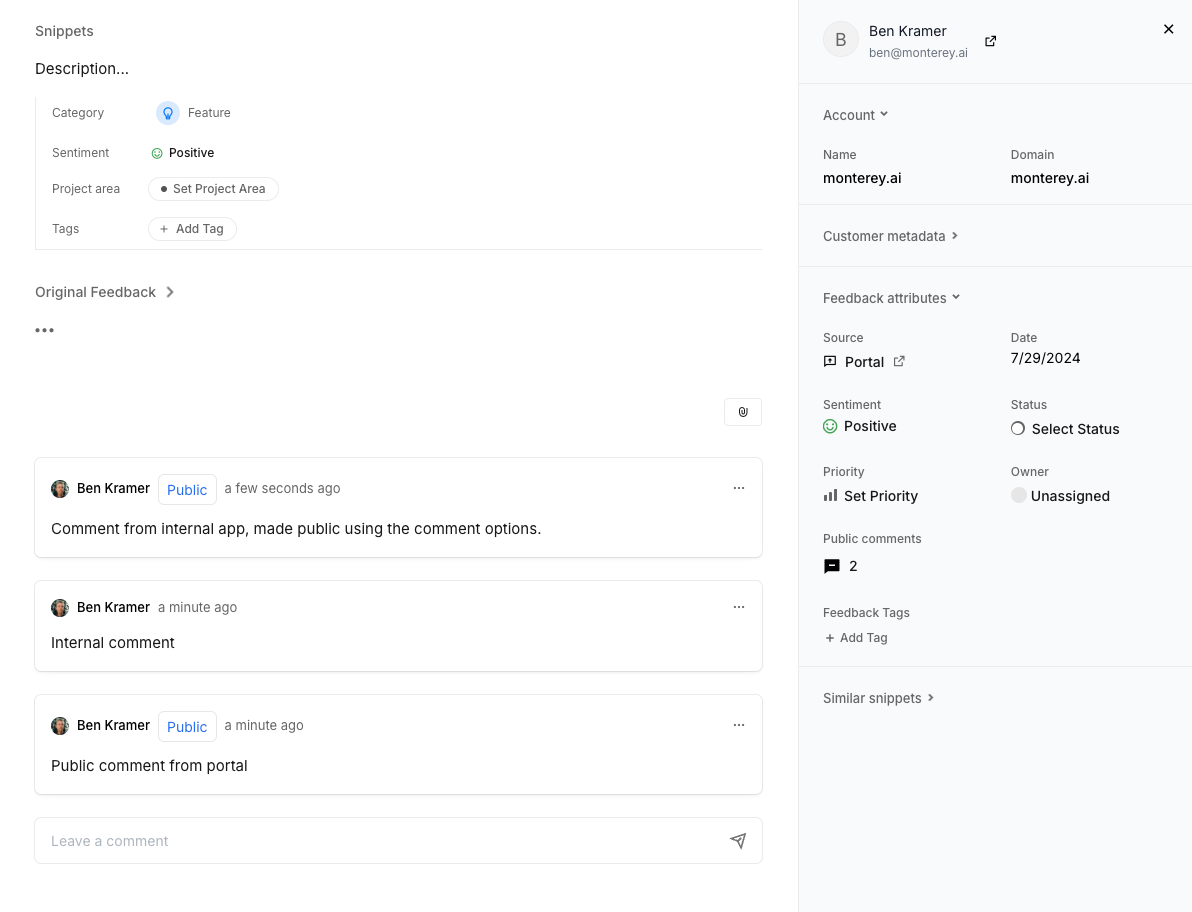 Snippets
Description...
Category Feature
Sentiment Positive
Project area Set Project Area
Tags + Add Tag
Original Feedback
...
Ben Kramer Public a few seconds ago
Comment from internal app, made public using the comment options.
Ben Kramer a minute ago
Internal comment
Ben Kramer Public a minute ago
Public comment from portal
Leave a comment
B
Ben Kramer
ben@monterey.ai
Account
Name Domain
monterey.ai monterey.ai
Customer metadata
Feedback attributes
Source Date
Portal 7/29/2024
Sentiment Status
Positive Select Status
Priority Owner
Set Priority Unassigned
Public comments
2
Feedback Tags
+ Add Tag
Similar snippets